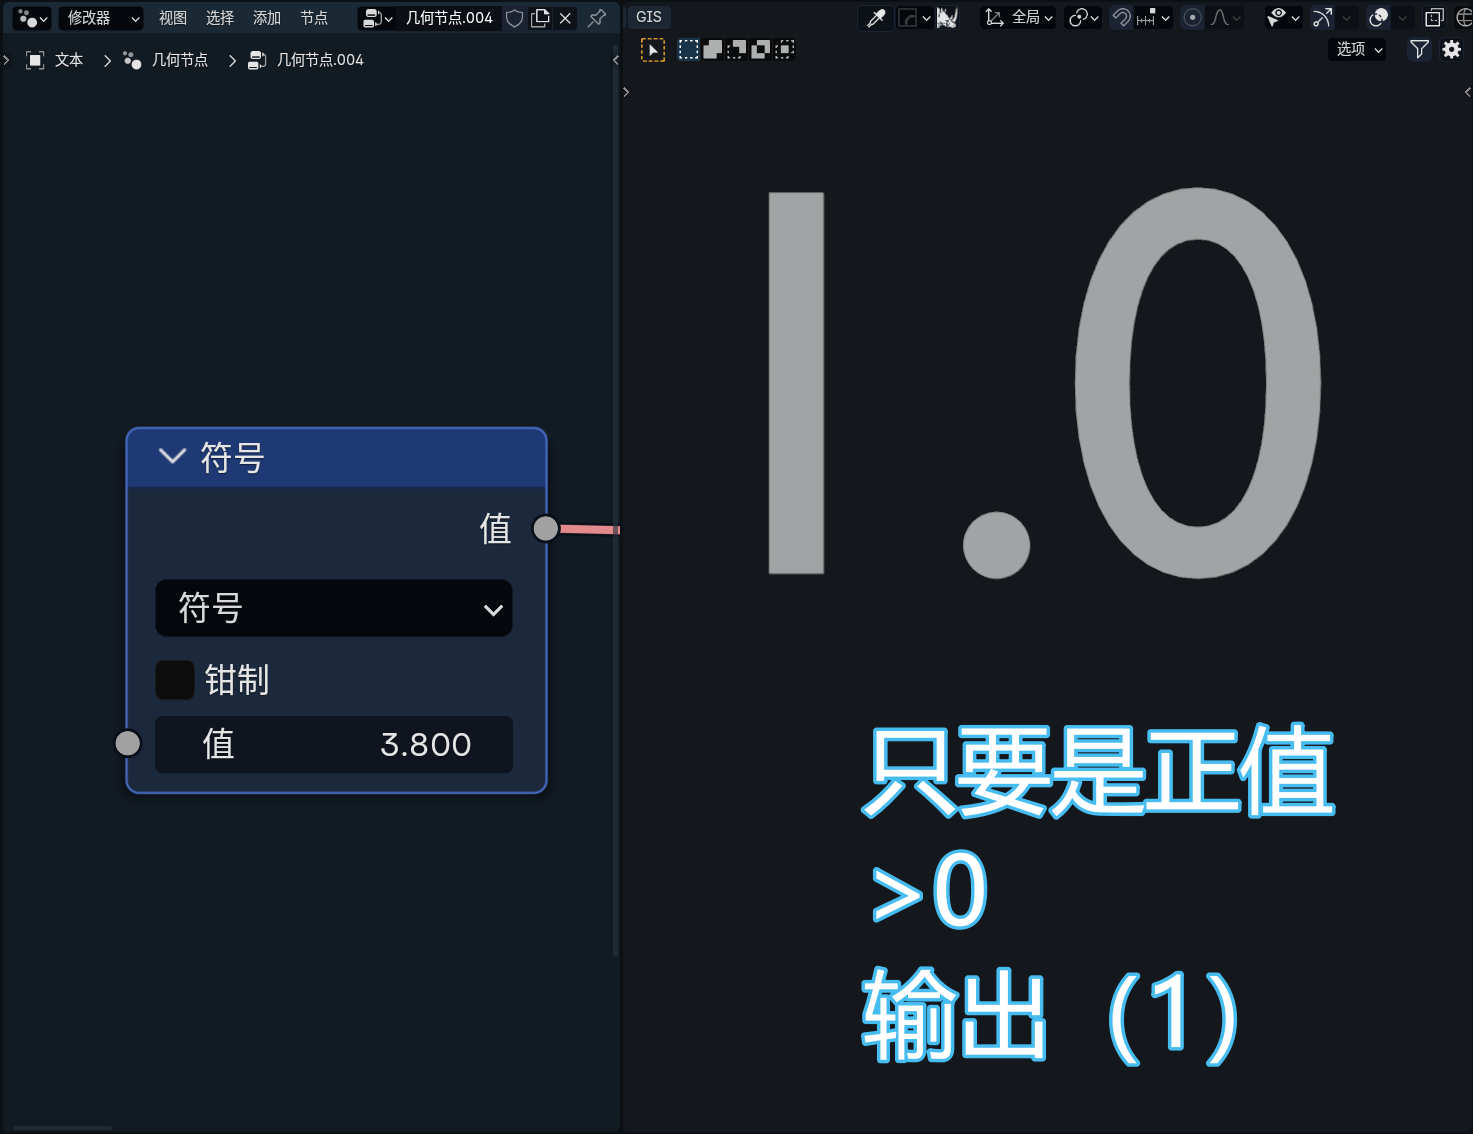 修改器 视图 选择 添加 节点 几何节点.004
文本 几何节点 几何节点.004
符号
值
符号
钳制
值 3.800
GIS 全局
选项
1.0
只要是正值
>0
输出（1）